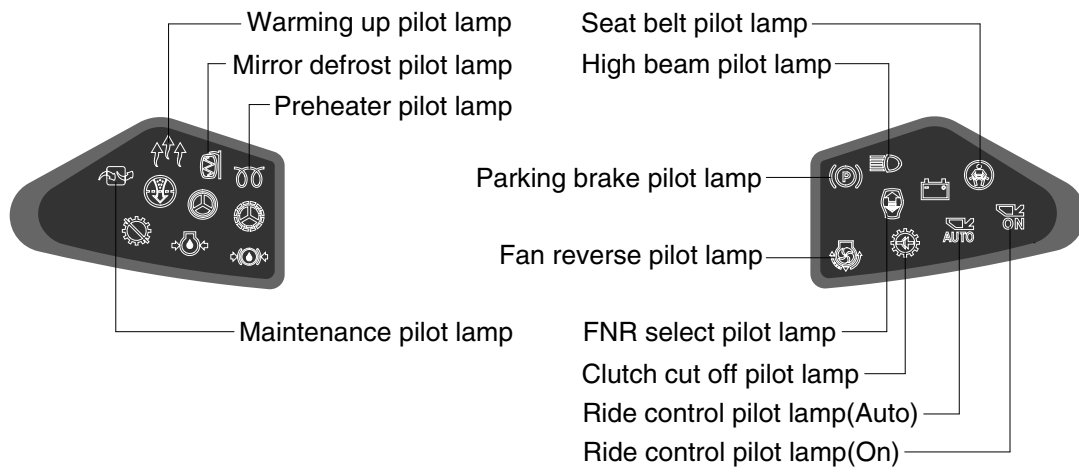 Warming up pilot lamp
Mirror defrost pilot lamp
Preheater pilot lamp
Maintenance pilot lamp
Seat belt pilot lamp
High beam pilot lamp
Parking brake pilot lamp
P
ON
AUTO
Fan reverse pilot lamp
FNR select pilot lamp
Clutch cut off pilot lamp
Ride control pilot lamp(Auto)
Ride control pilot lamp(On)